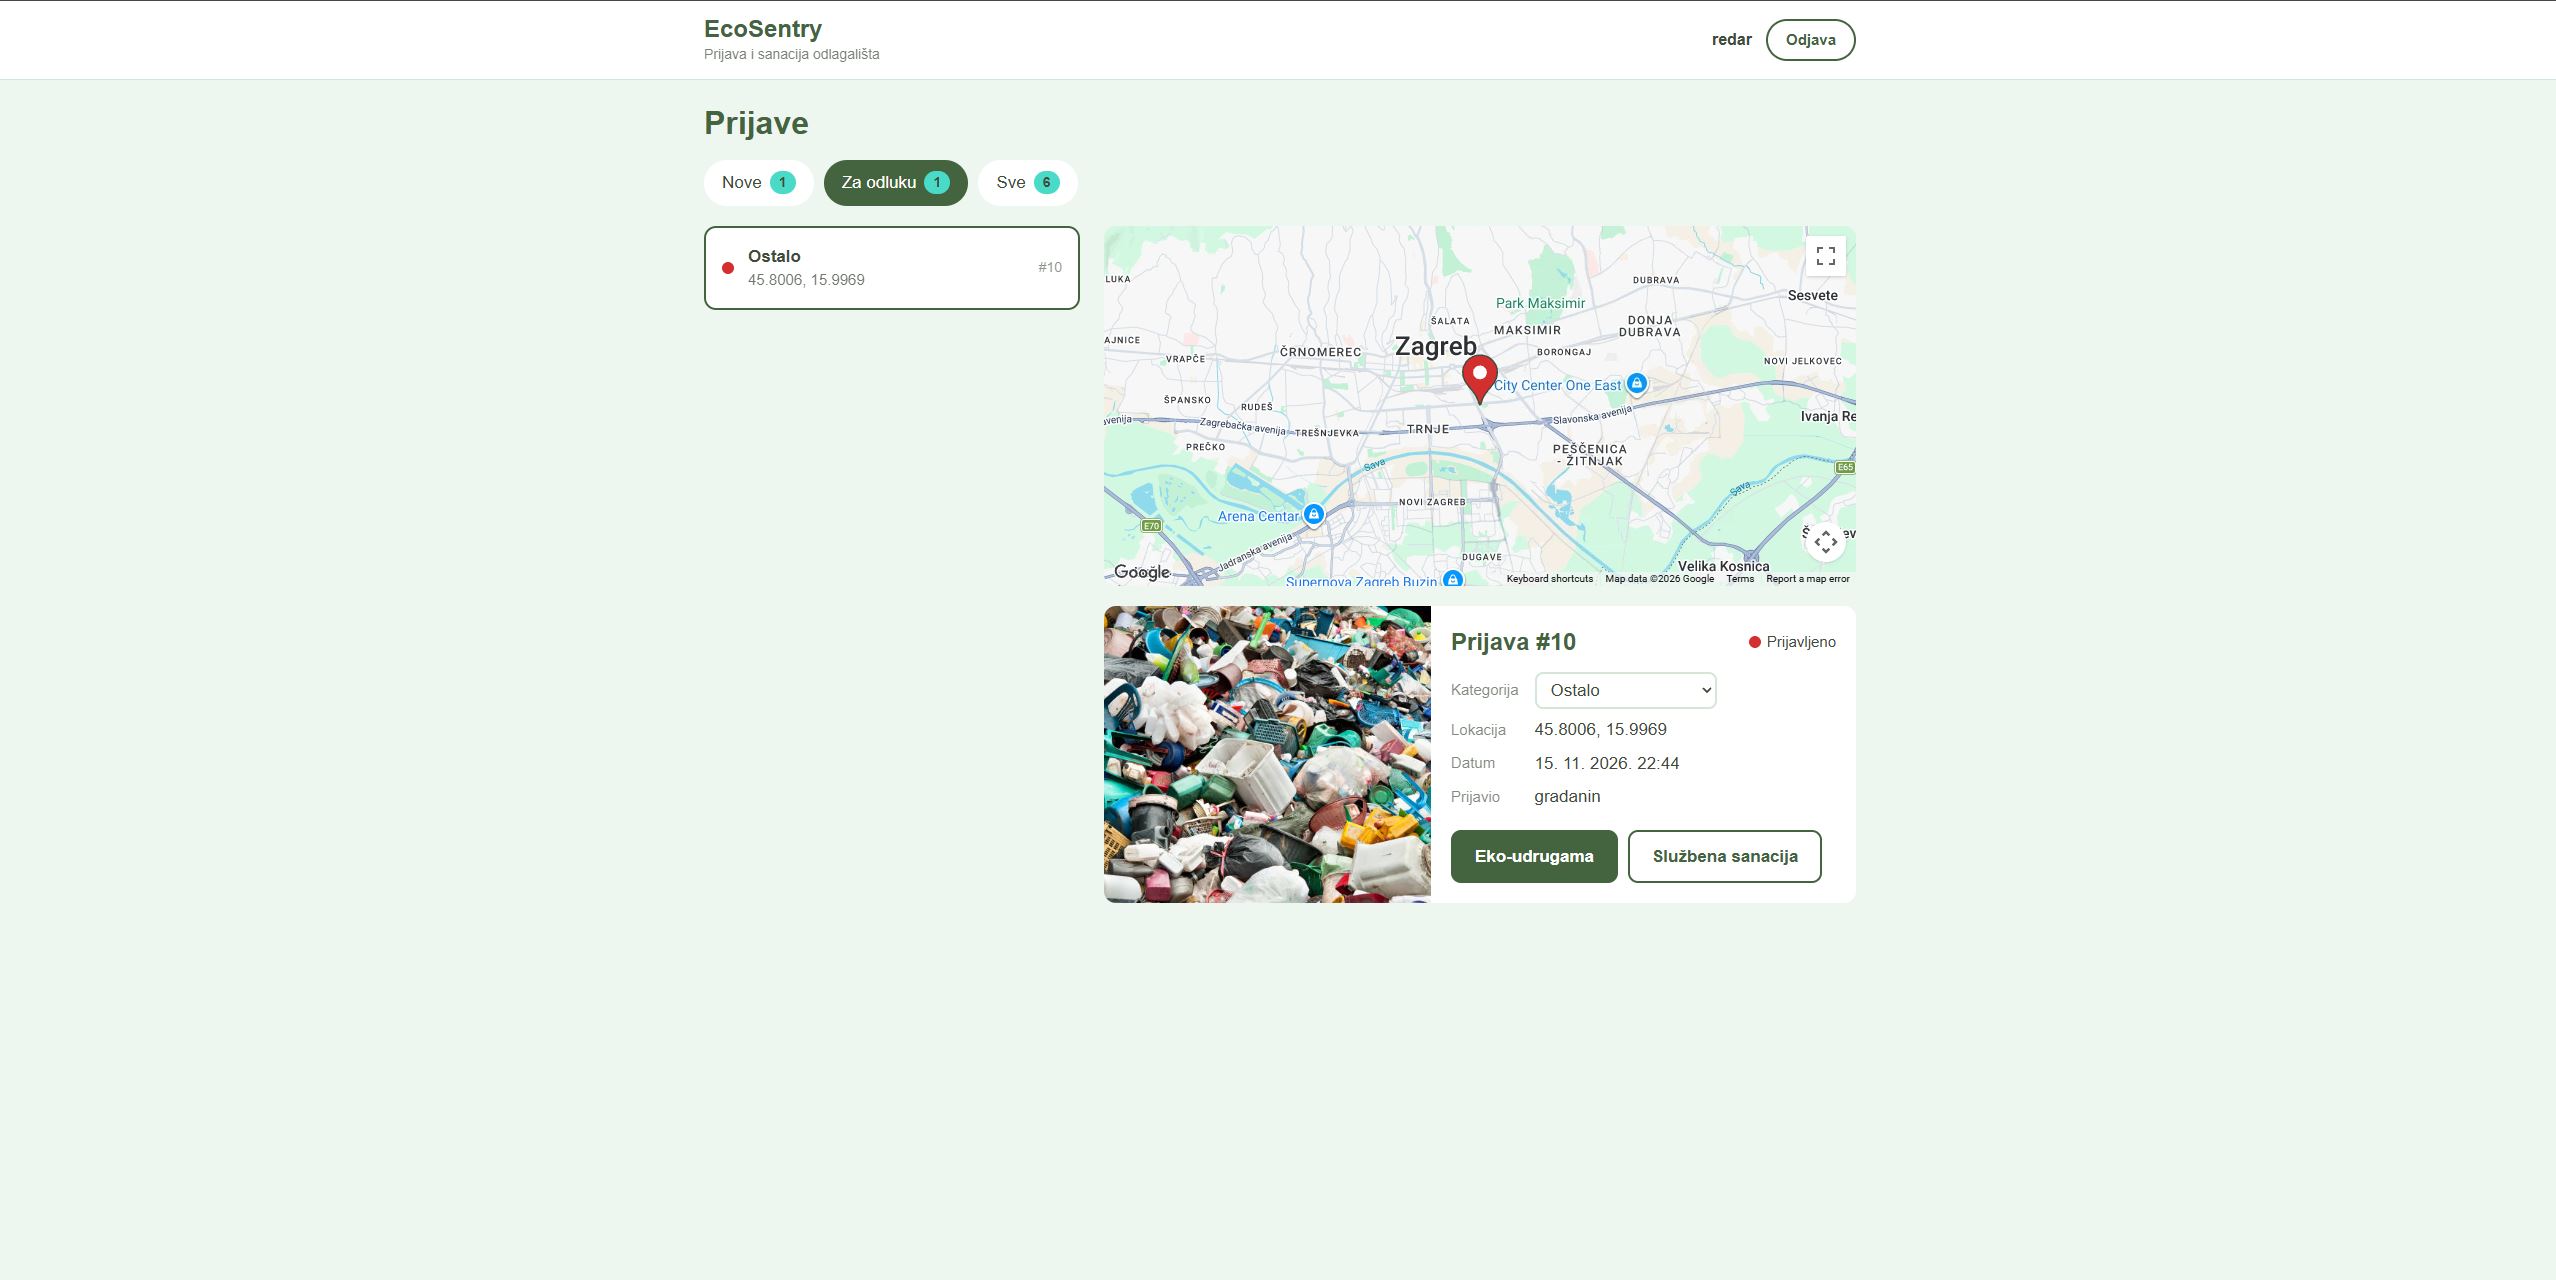 EcoSentry
Prijava i sanacija odlagališta
redar
Odjava
Prijave
Nove 1
Za odluku 1
Sve 6
Ostalo
45.8006, 15.9969
#10
LUKA
DUBRAVA
Sesvete
Park Maksimir
ŠALATA
MAKSIMIR
DONJA
DUBRAVA
AJNICE
Zagreb
VRAPČE
ČRNOMEREC
BORONGAJ
NOVI JELKOVEC
City Center One East
ŠPANSKO
RUDEŠ
Slavonska avenija
Ivanja Re
avenija
Zagrebačka avenija
TREŠNJEVKA
TRNJE
PREČKO
PEŠČENICA
- ŽITNJAK
Sava
E65
Sava
NOVI ZAGREB
Arena Centar
E70
Jadranska avenija
DUGAVE
Velika Kosnica
Google
Supernova Zagreb Buzin
Keyboard shortcuts
Map data ©2026 Google
Terms
Report a map error
Prijava #10
Prijavljeno
Kategorija
Ostalo
Lokacija
45.8006, 15.9969
Datum
15. 11. 2026. 22:44
Prijavio
gradanin
Eko-udrugama
Službena sanacija